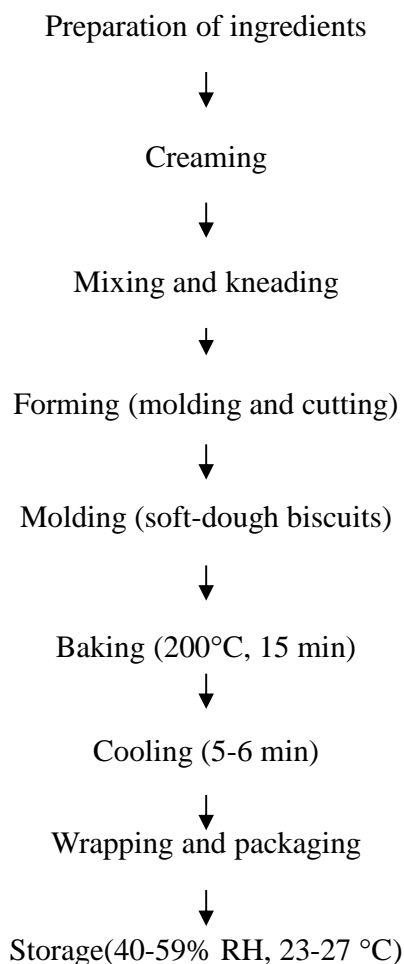 Preparation of ingredients
Creaming
Mixing and kneading
Forming (molding and cutting)
Molding (soft-dough biscuits)
Baking (200°C, 15 min)
Cooling (5-6 min)
Wrapping and packaging
Storage(40-59% RH, 23-27 °C)